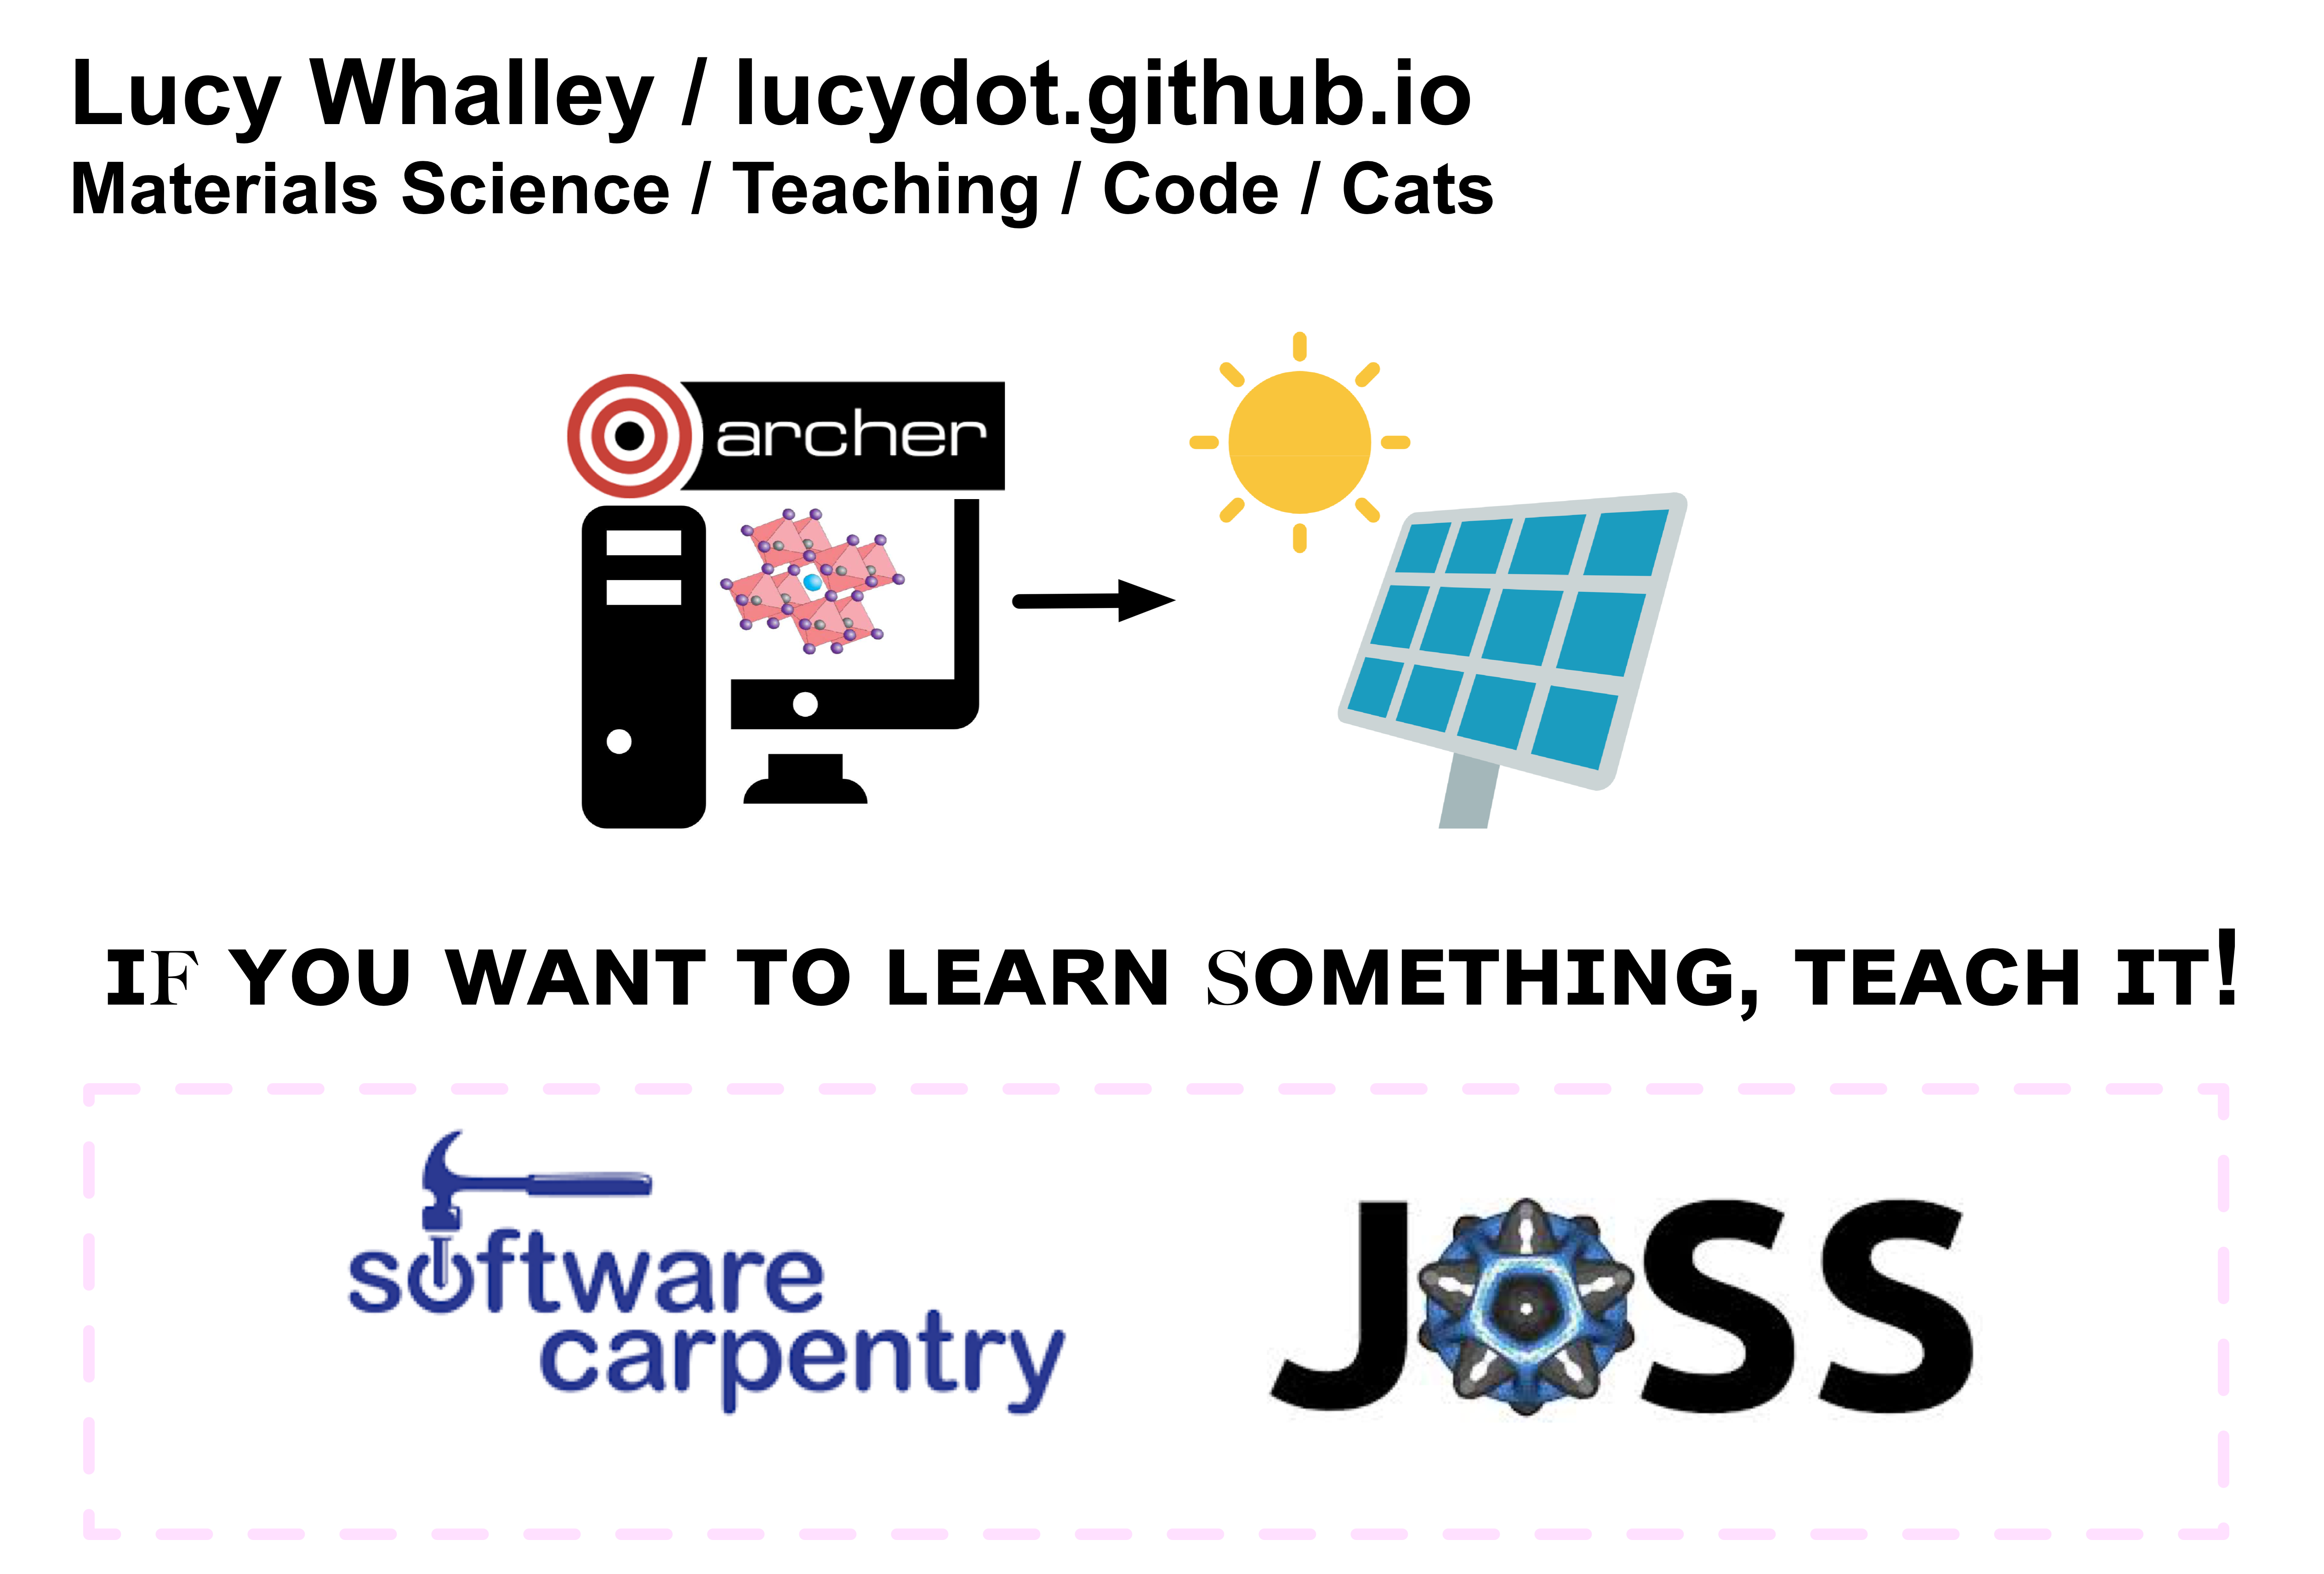 Lucy Whalley / lucydot.github.io
Materials Science / Teaching / Code / Cats
archer
IF YOU WANT TO LEARN SOMETHING, TEACH IT!
software
carpentry
JOSS